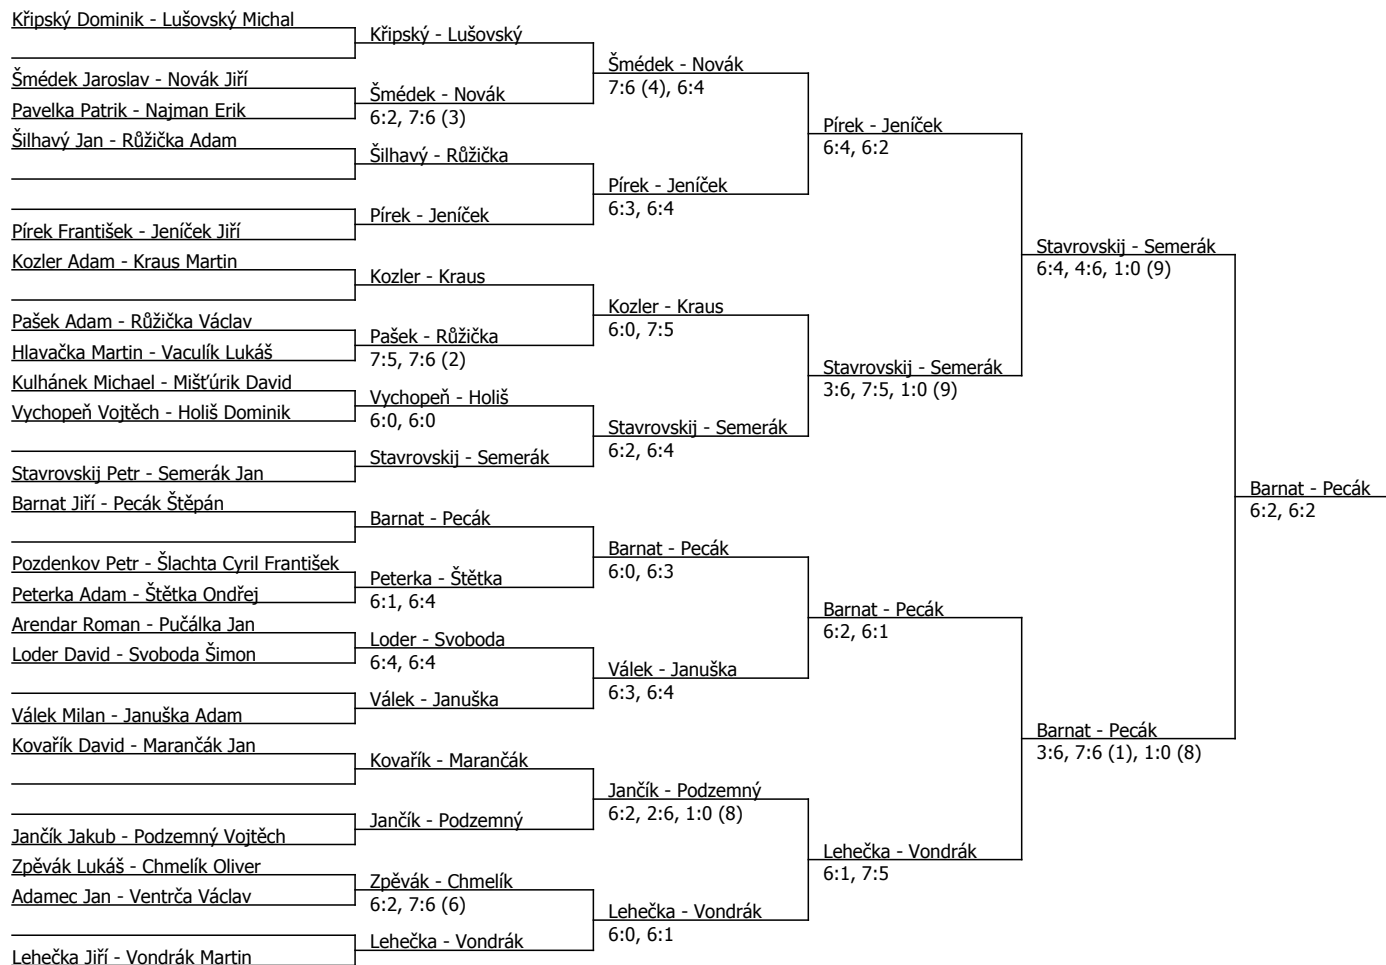 Křipský Dominik - Lušovský Michal
Šmédek Jaroslav - Novák Jiří
Pavelka Patrik - Najman Erik
Šilhavý Jan - Růžička Adam
Pírek František - Jeníček Jiří
Kozler Adam - Kraus Martin
Pašek Adam - Růžička Václav
Hlavačka Martin - Vaculík Lukáš
Kulhánek Michael - Mišťúrik David
Vychopeň Vojtěch - Holiš Dominik
Stavrovskij Petr - Semerák Jan
Barnat Jiří - Pecák Štěpán
Pozdenkov Petr - Šlachta Cyril František
Peterka Adam - Štětka Ondřej
Arendar Roman - Pučálka Jan
Loder David - Svoboda Šimon
Válek Milan - Januška Adam
Kovařík David - Marančák Jan
Jančík Jakub - Podzemný Vojtěch
Zpěvák Lukáš - Chmelík Oliver
Adamec Jan - Ventrča Václav
Lehečka Jiří - Vondrák Martin
Křipský - Lušovský
Šmédek - Novák
6:2, 7:6 (3)
Šilhavý - Růžička
Pírek - Jeníček
Kozler - Kraus
Pašek - Růžička
7:5, 7:6 (2)
Vychopeň - Holiš
6:0, 6:0
Stavrovskij - Semerák
Barnat - Pecák
Peterka - Štětka
6:1, 6:4
Loder - Svoboda
6:4, 6:4
Válek - Januška
Kovařík - Marančák
Jančík - Podzemný
Zpěvák - Chmelík
6:2, 7:6 (6)
Lehečka - Vondrák
Šmédek - Novák
7:6 (4), 6:4
Pírek - Jeníček
6:3, 6:4
Kozler - Kraus
6:0, 7:5
Stavrovskij - Semerák
6:2, 6:4
Barnat - Pecák
6:0, 6:3
Válek - Januška
6:3, 6:4
Jančík - Podzemný
6:2, 2:6, 1:0 (8)
Lehečka - Vondrák
6:0, 6:1
Pírek - Jeníček
6:4, 6:2
Stavrovskij - Semerák
3:6, 7:5, 1:0 (9)
Barnat - Pecák
6:2, 6:1
Lehečka - Vondrák
6:1, 7:5
Stavrovskij - Semerák
6:4, 4:6, 1:0 (9)
Barnat - Pecák
3:6, 7:6 (1), 1:0 (8)
Barnat - Pecák
6:2, 6:2